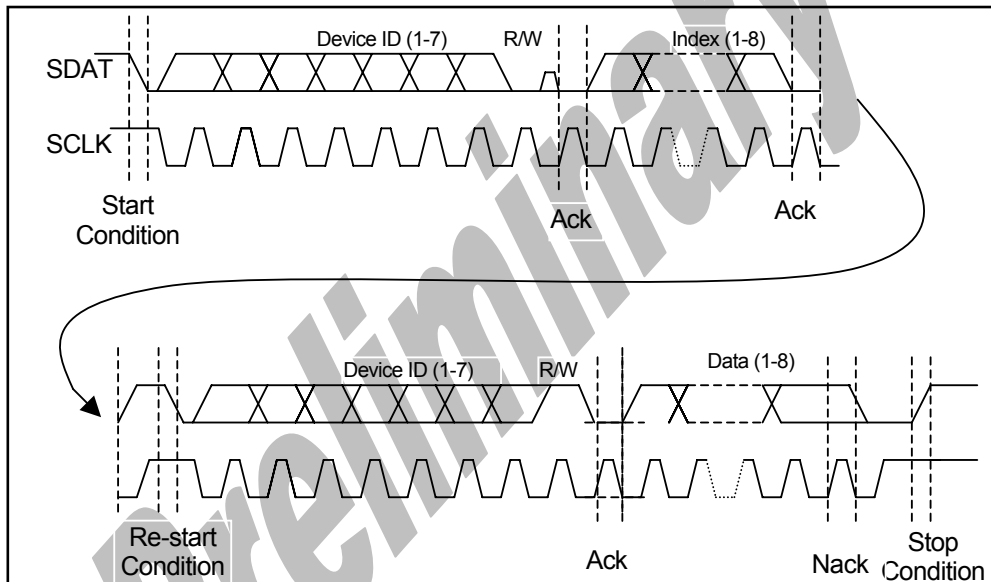 Device ID (1-7) R/W Index (1-8)
SDAT
SCLK
Start
Condition
Ack Ack
Device ID (1-7) R/W Data (1-8)
Re-start
Condition
Ack Nack Stop
Condition
Preliminary